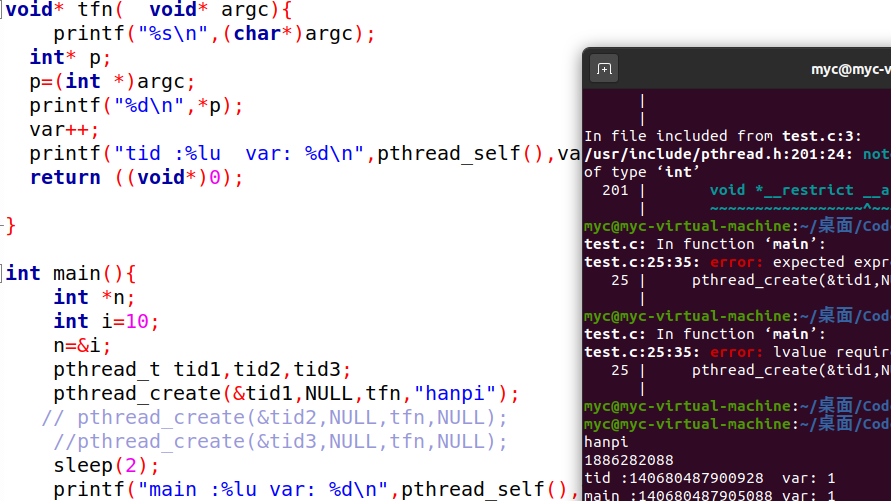 void* tfn(  void* argc){
    printf("%s\n",(char*)argc);
  int* p;
  p=(int *)argc;
  printf("%d\n",*p);
  var++;
  printf("tid :%lu  var: %d\n",pthread_self(),va
  return ((void*)0);
}
int main(){
    int *n;
    int i=10;
    n=&i;
    pthread_t tid1,tid2,tid3;
    pthread_create(&tid1,NULL,tfn,"hanpi");
   // pthread_create(&tid2,NULL,tfn,NULL);
    //pthread_create(&tid3,NULL,tfn,NULL);
    sleep(2);
    printf("main :%lu var: %d\n",pthread_self(),
myc@myc-v
      |
      |
In file included from test.c:3:
/usr/include/pthread.h:201:24: not
of type ‘int’
  201 |       void *__restrict __a
      |       ~~~~~~~~~~~~~~~~~^~~
myc@myc-virtual-machine:~/桌面/Cod
test.c: In function ‘main’:
test.c:25:35: error: expected expr
   25 |     pthread_create(&tid1,NU
      |
myc@myc-virtual-machine:~/桌面/Cod
test.c: In function ‘main’:
test.c:25:35: error: lvalue requir
   25 |     pthread_create(&tid1,NU
      |
myc@myc-virtual-machine:~/桌面/Cod
myc@myc-virtual-machine:~/桌面/Cod
hanpi
1886282088
tid :140680487900928  var: 1
main :140680487905088 var: 1